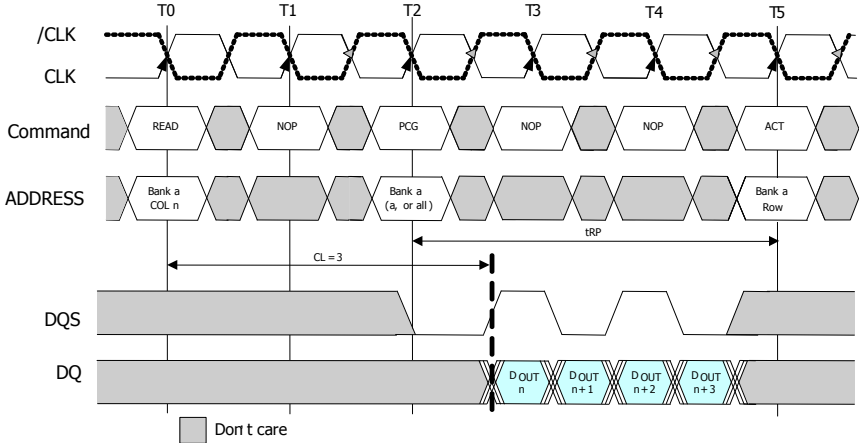 T0 T1 T2 T3 T4 T5
/CLK
CLK
Command READ NOP PCG NOP NOP ACT
ADDRESS Bank a COL n Bank a (a, or all) Bank a Row
tRP
CL = 3
DQS
DQ DOUT n DOUT n+1 DOUT n+2 DOUT n+3
Don't care